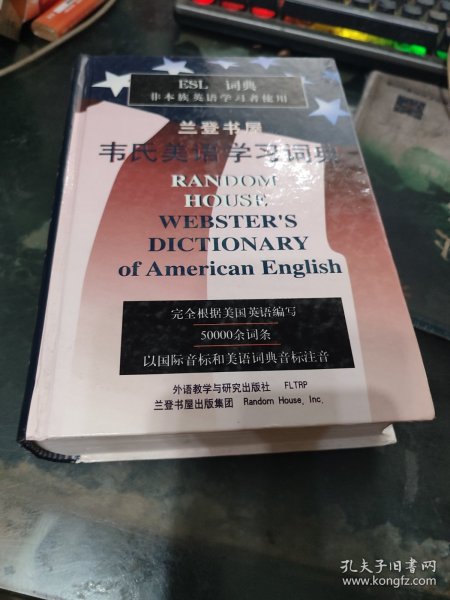 ESL 词典
非本族英语学习者使用
兰登书屋
韦氏美语学习词典
RANDOM
HOUSE
WEBSTER'S
DICTIONARY
of American English
完全根据美国英语编写
50000余词条
以国际音标和美语词典音标注音
外语教学与研究出版社 FLTRP
兰登书屋出版集团 Random House, Inc.
孔夫子旧书网
www.kongfz.com